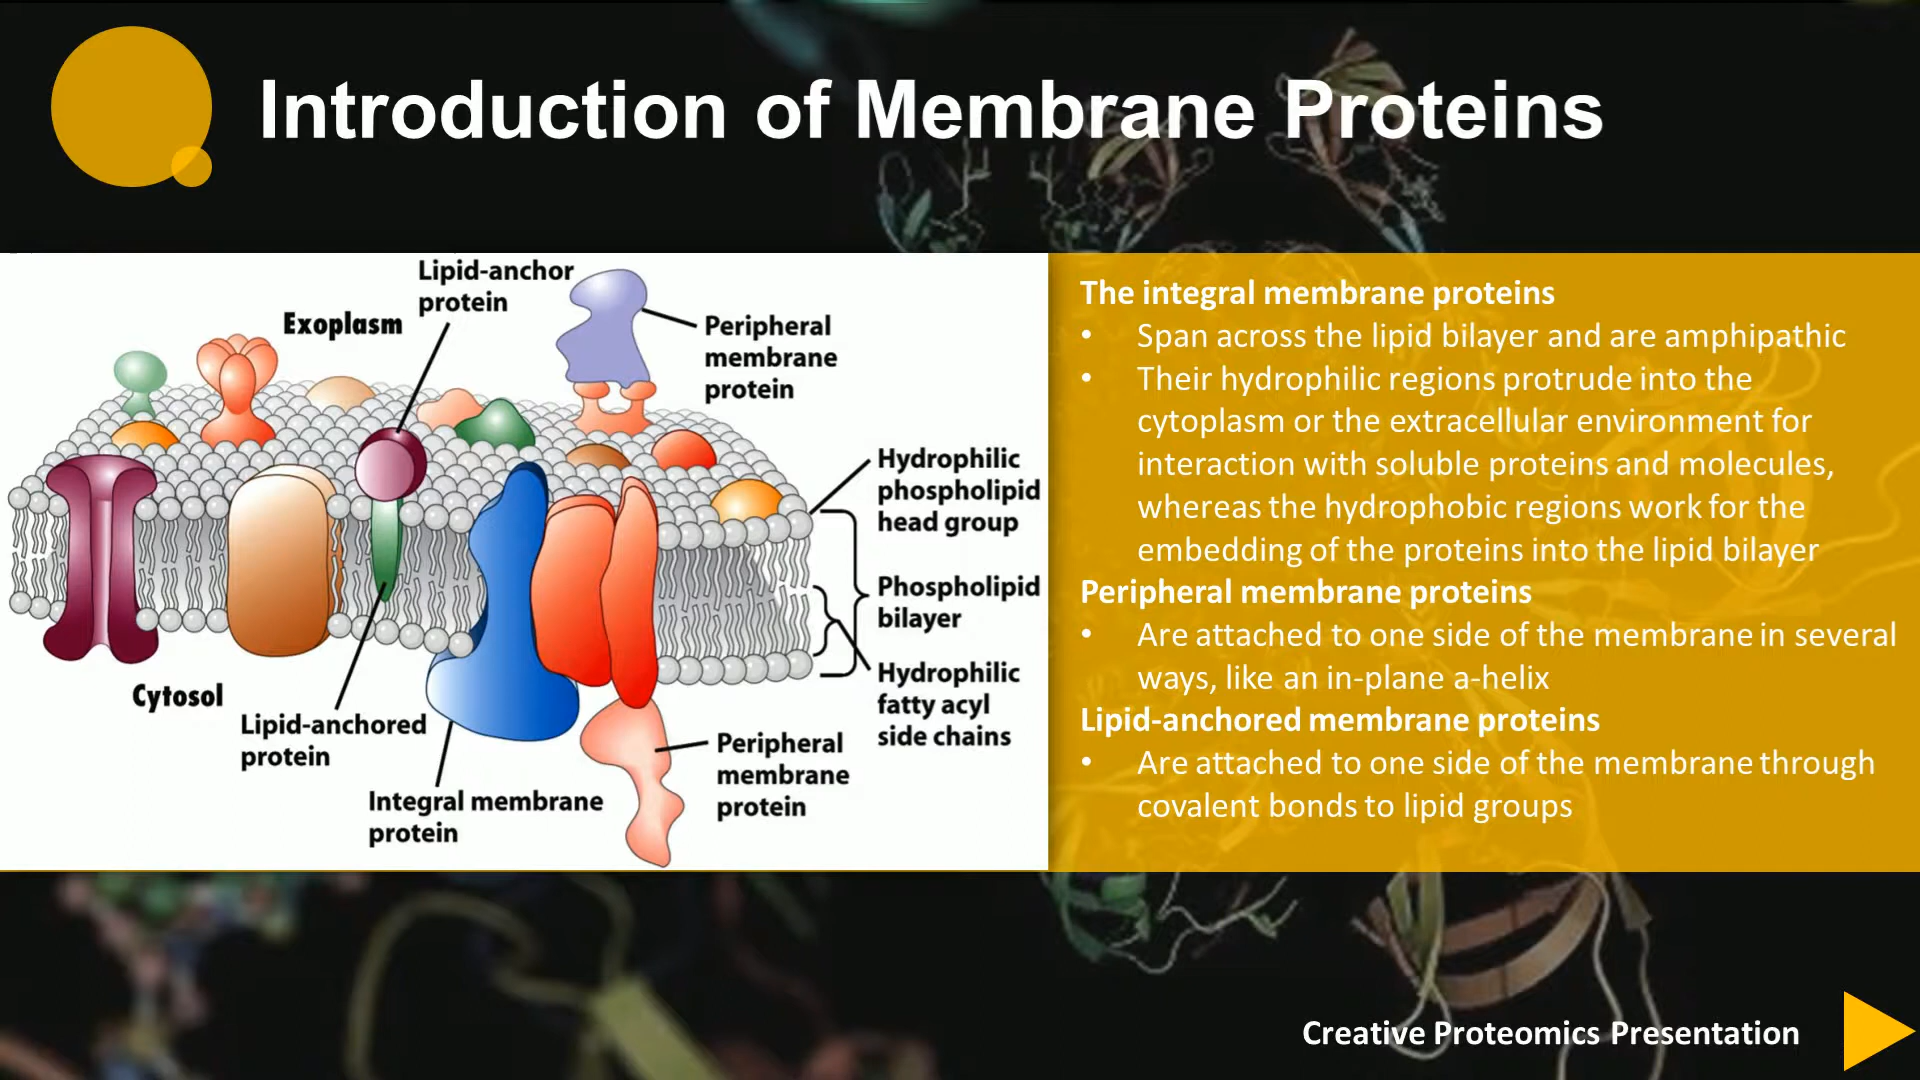 Introduction of Membrane Proteins
Lipid-anchor
protein
Exoplasm
Peripheral
membrane
protein
Hydrophilic
phospholipid
head group
Phospholipid
bilayer
Hydrophilic
fatty acyl
side chains
Cytosol
Lipid-anchored
protein
Integral membrane
protein
Peripheral
membrane
protein
The integral membrane proteins
• Span across the lipid bilayer and are amphipathic
• Their hydrophilic regions protrude into the
cytoplasm or the extracellular environment for
interaction with soluble proteins and molecules,
whereas the hydrophobic regions work for the
embedding of the proteins into the lipid bilayer
Peripheral membrane proteins
• Are attached to one side of the membrane in several
ways, like an in-plane a-helix
Lipid-anchored membrane proteins
• Are attached to one side of the membrane through
covalent bonds to lipid groups
Creative Proteomics Presentation